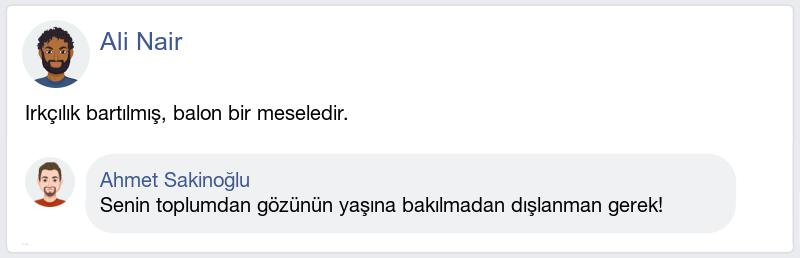 Ali Nair
Irkçılık bartılmış, balon bir meseledir.
Ahmet Sakinoğlu
Senin toplumdan gözünün yaşına bakılmadan dışlanman gerek!